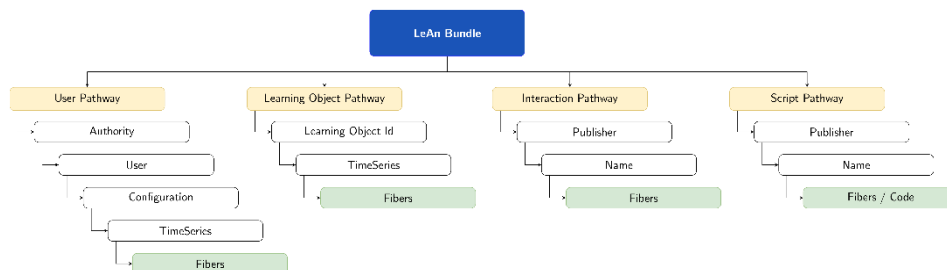 LeAn Bundle
User Pathway
Learning Object Pathway
Interaction Pathway
Script Pathway
Authority
Learning Object Id
Publisher
Publisher
User
TimeSeries
Name
Name
Configuration
Fibers
Fibers
Fibers / Code
TimeSeries
Fibers